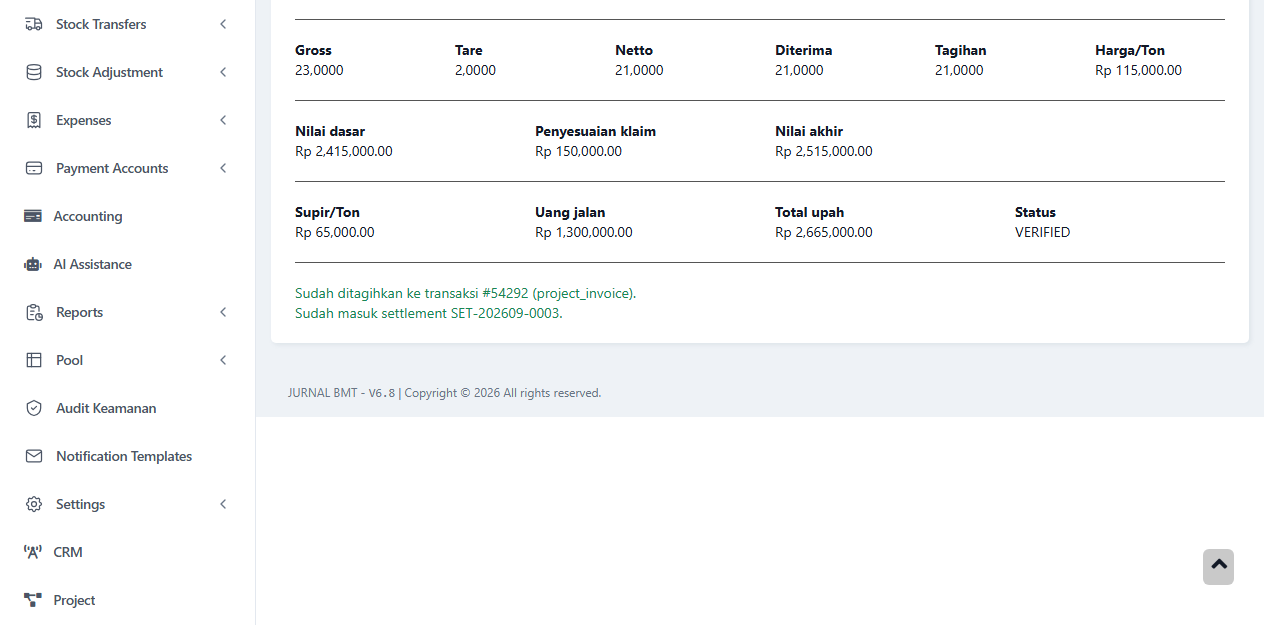 Stock Transfers
Stock Adjustment
Expenses
Payment Accounts
Accounting
AI Assistance
Reports
Pool
Audit Keamanan
Notification Templates
Settings
CRM
Project
Gross Tare Netto Diterima Tagihan Harga/Ton
23,0000 2,0000 21,0000 21,0000 21,0000 Rp 115,000.00
Nilai dasar Penyesuaian klaim Nilai akhir
Rp 2,415,000.00 Rp 150,000.00 Rp 2,515,000.00
Supir/Ton Uang jalan Total upah Status
Rp 65,000.00 Rp 1,300,000.00 Rp 2,665,000.00 VERIFIED
Sudah ditagihkan ke transaksi #54292 (project_invoice).
Sudah masuk settlement SET-202609-0003.
JURNAL BMT - V6.8 | Copyright © 2026 All rights reserved.